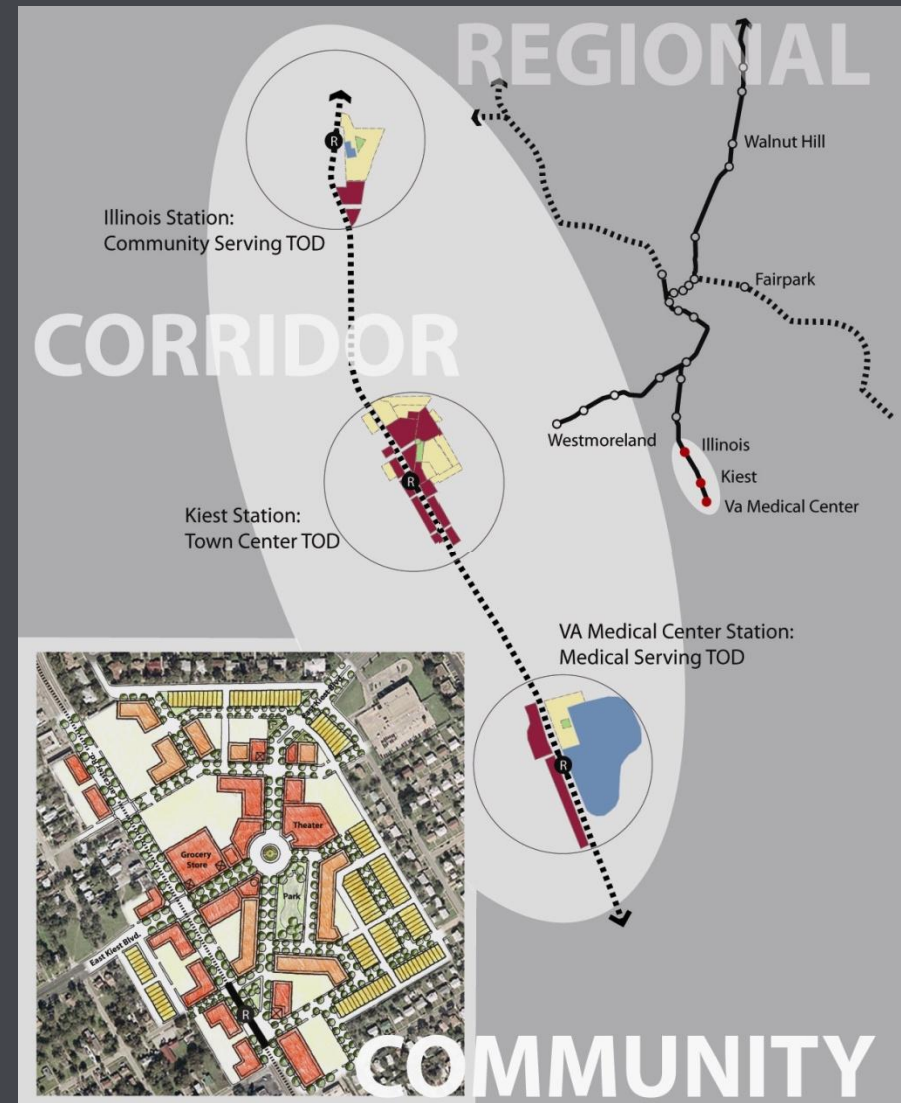 REGIONAL
Walnut Hill
Fairpark
Westmoreland
Illinois
Kiest
Va Medical Center
R
Illinois Station:
Community Serving TOD
CORRIDOR
R
Kiest Station:
Town Center TOD
VA Medical Center Station:
Medical Serving TOD
R
Theater
Grocery
Store
Park
East Kiest Blvd.
R
COMMUNITY